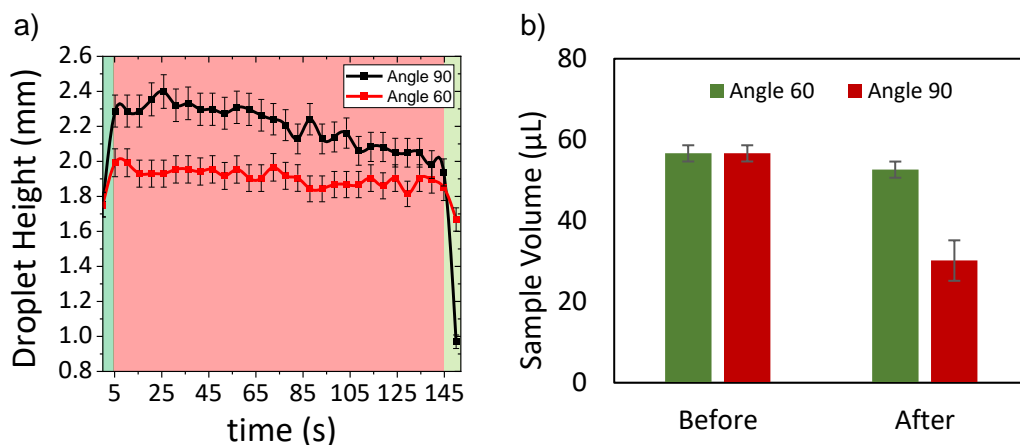 a)
Droplet Height (mm)
2.6
2.4
2.2
2.0
1.8
1.6
1.4
1.2
1.0
0.8
Angle 90
Angle 60
5 25 45 65 85 105 125 145
time (s)
b)
Sample Volume (µL)
80
60
40
20
0
Angle 60 Angle 90
Before After